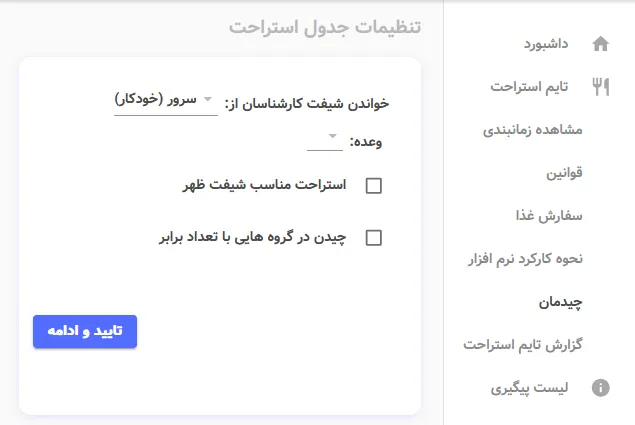 داشبورد
تایم استراحت
مشاهده زمانبندی
قوانین
سفارش غذا
نحوه کارکرد نرم افزار
چیدمان
گزارش تایم استراحت
لیست پیگیری
تنظیمات جدول استراحت
خواندن شیفت کارشناسان از: سرور (خودکار)
وعده:
استراحت مناسب شیفت ظهر
چیدن در گروه هایی با تعداد برابر
تایید و ادامه